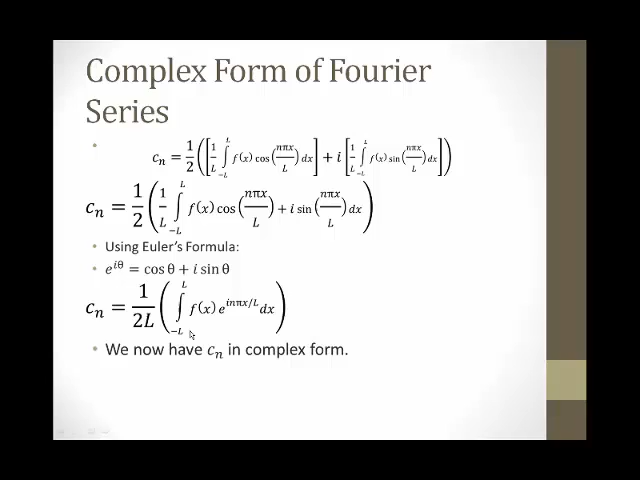 Complex Form of Fourier
Series
• c_n = 1/2 ([1/L ∫_{-L}^{L} f(x) cos(nπx/L) dx] + i [1/L ∫_{-L}^{L} f(x) sin(nπx/L) dx])
c_n = 1/2 (1/L ∫_{-L}^{L} f(x) cos(nπx/L) + i sin(nπx/L) dx)
• Using Euler's Formula:
• e^{iθ} = cos θ + i sin θ
c_n = 1/2L (∫_{-L}^{L} f(x) e^{inπx/L} dx)
• We now have c_n in complex form.